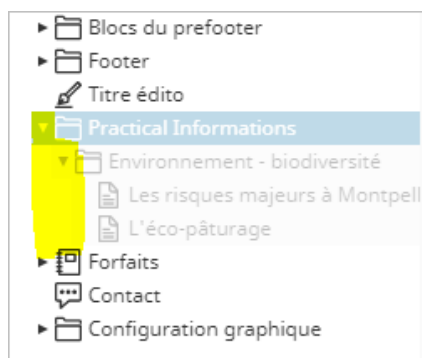 Blocs du prefooter
Footer
Titre édito
Practical Informations
Environnement - biodiversité
Les risques majeurs à Montpell
L'éco-pâturage
Forfaits
Contact
Configuration graphique